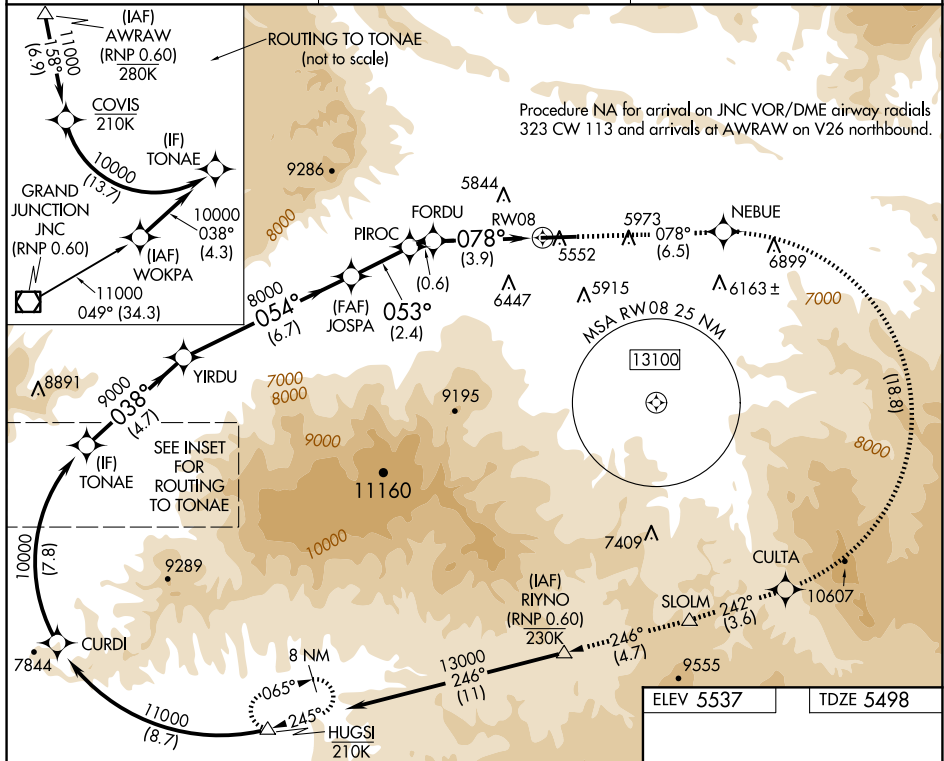 (IAF)
AWRAW
(RNP 0.60)
280K
11000
158°
(6.9)
COVIS
210K
(IF)
TONAE
10000
(13.7)
GRAND
JUNCTION
JNC
(RNP 0.60)
10000
038°
(4.3)
(IAF)
WOKPA
11000
049° (34.3)
ROUTING TO TONAE
(not to scale)
Procedure NA for arrival on JNC VOR/DME airway radials
323 CW 113 and arrivals at AWRAW on V26 northbound.
9286
8000
5844
FORDU
RW08
5973
NEBUE
PIROC
078°
(3.9)
5552
078°
(6.5)
6899
(0.6)
8000
054°
(6.7)
(FAF)
JOSPA
053°
(2.4)
6447
5915
6163±
7000
MSA RW08 25 NM
13100
YIRDU
8891
9000
038°
(4.7)
7000
8000
9195
(18.8)
(IF)
TONAE
SEE INSET
FOR
ROUTING
TO TONAE
9000
8000
11160
10000
10000
(7.8)
7409
9289
CULTA
10607
(IAF)
RIYNO
(RNP 0.60)
230K
SLOLM
242°
(3.6)
246°
(4.7)
CURDI
7844
8 NM
13000
246°
(11)
9555
065°
245°
11000
(8.7)
HUGSI
210K
ELEV 5537
TDZE 5498